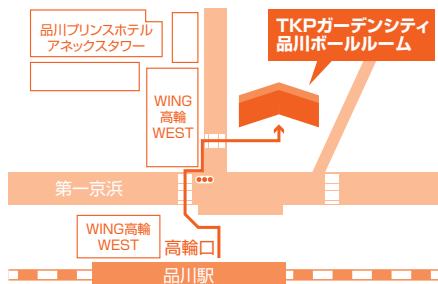 品川プリンスホテル
アネックスタワー
TKPガーデンシティ
品川ボールルーム
WING
高輪
WEST
第一京浜
WING高輪
WEST
高輪口
品川駅